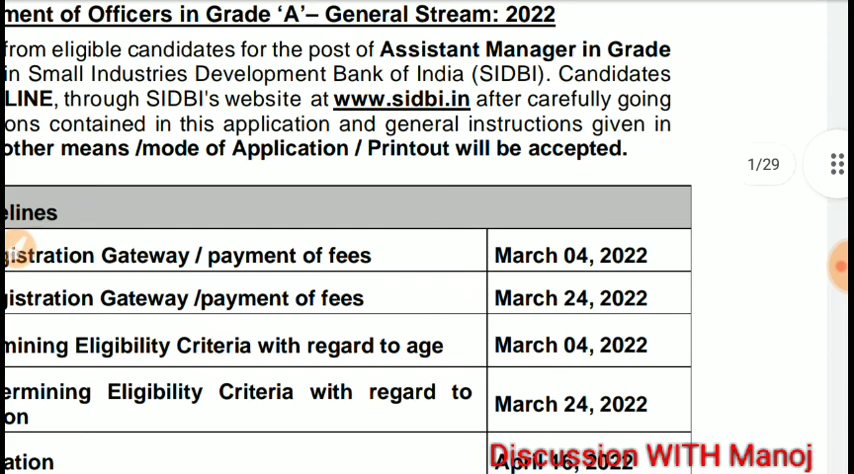 ment of Officers in Grade ‘A’– General Stream: 2022
from eligible candidates for the post of Assistant Manager in Grade
in Small Industries Development Bank of India (SIDBI). Candidates
LINE, through SIDBI's website at www.sidbi.in after carefully going
ons contained in this application and general instructions given in
other means /mode of Application / Printout will be accepted.
1/29
elines
gistration Gateway / payment of fees March 04, 2022
gistration Gateway /payment of fees March 24, 2022
mining Eligibility Criteria with regard to age March 04, 2022
ermining Eligibility Criteria with regard to
on March 24, 2022
ation April 16, 2022
Discussion WITH Manoj